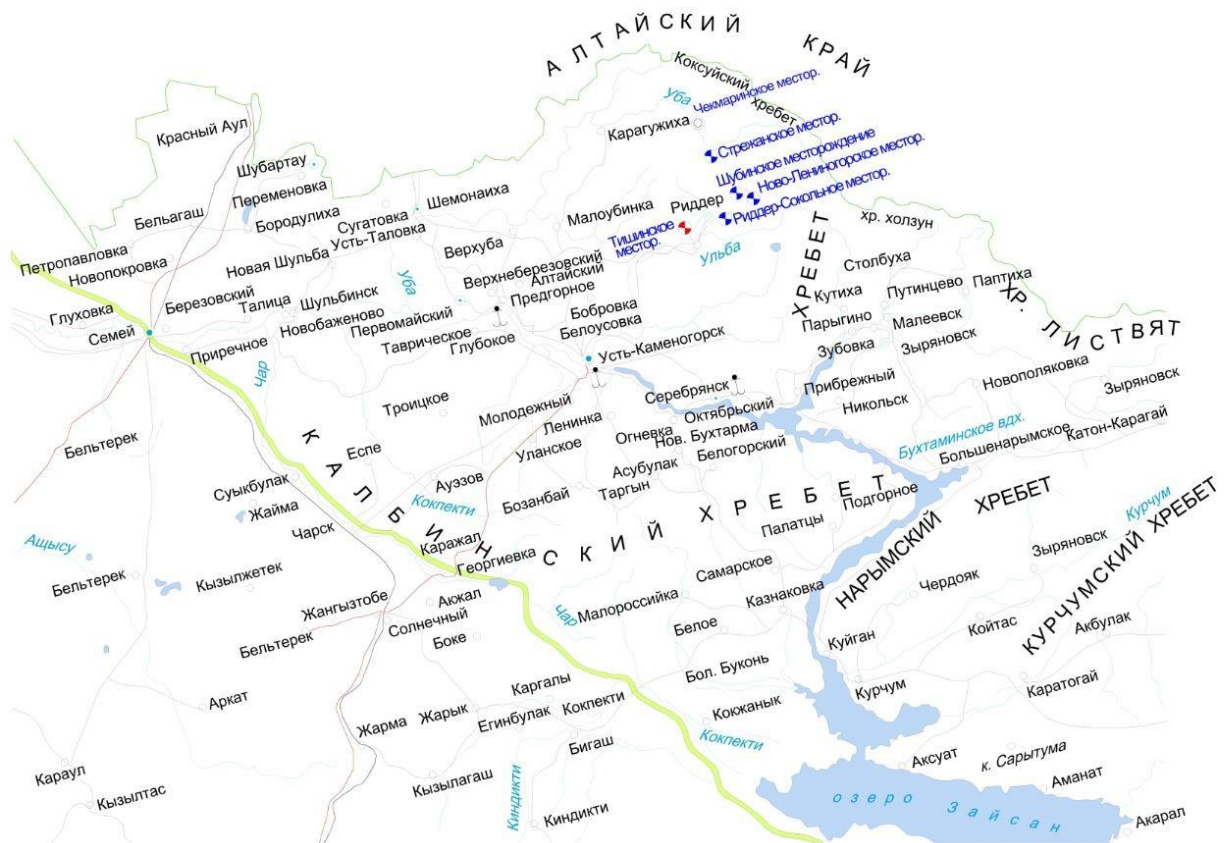 АЛТАЙСКИЙ КРАЙ
Коксуйский хребет
Уба
Чекмаринское местор.
Красный Аул
Карагужиха
Стрежанское местор.
Шубинское месторождение
Ново-Лениногорское местор.
Риддер-Сокольное местор.
Шубартау
Переменовка
Шемонаиха
Бельагаш
Бородулиха
Сугатовка
Малоубинка
Риддер
Тишинское
местор.
Ульба
ХРЕБЕТ
хр. холзун
Петропавловка
Новопокровка
Новая Шульба
Усть-Таловка
Верхуба
Верхнеберезовский
Алтайский
Предгорное
Столбуха
Кутиха
Путинцево
Паптиха
ХР. ЛИСТВЯГ
Глуховка
Семей
Березовский
Талица
Шульбинск
Уба
Новобаженово
Первомайский
Таврическое
Глубокое
Бобровка
Белоусовка
Парыгино
Малеевск
Зубовка
Зыряновск
Приречное
Чар
Усть-Каменогорск
Серебрянск
Прибрежный
Новополяковка
Зыряновск
Троицкое
Молодежный
Ленинка
Огневка
Октябрьский
Нов. Бухтарма
Никольск
Бельтерек
Еспе
Уланское
Асубулак
Белогорский
Бухтаминское вдх.
Большенарымское
Катон-Карагай
КАЛБИНСКИЙ ХРЕБЕТ
Суыкбулак
Жайма
Ауэзов
Кокпекти
Бозанбай
Таргын
Подгорное
Палатцы
НАРЫМСКИЙ ХРЕБЕТ
Курчум
КУРЧУМСКИЙ ХРЕБЕТ
Ащысу
Чарск
Каражал
Георгиевка
Зыряновск
Бельтерек
Кызылжетек
Жангызтобе
Акжал
Солнечный
Боке
Чар
Малороссийка
Самарское
Казнаковка
Чердояк
Бельтерек
Белое
Куйган
Койтас
Акбулак
Аркат
Каргалы
Бол. Буконь
Курчум
Каратогай
Жарма
Жарык
Егинбулак
Кокпекти
Кокжанык
Бигаш
Кокпекти
Караул
Кызылтас
Кызылагаш
Киндикти
Киндикти
Аксуат
к. Сарытума
Аманат
озеро Зайсан
Акарал